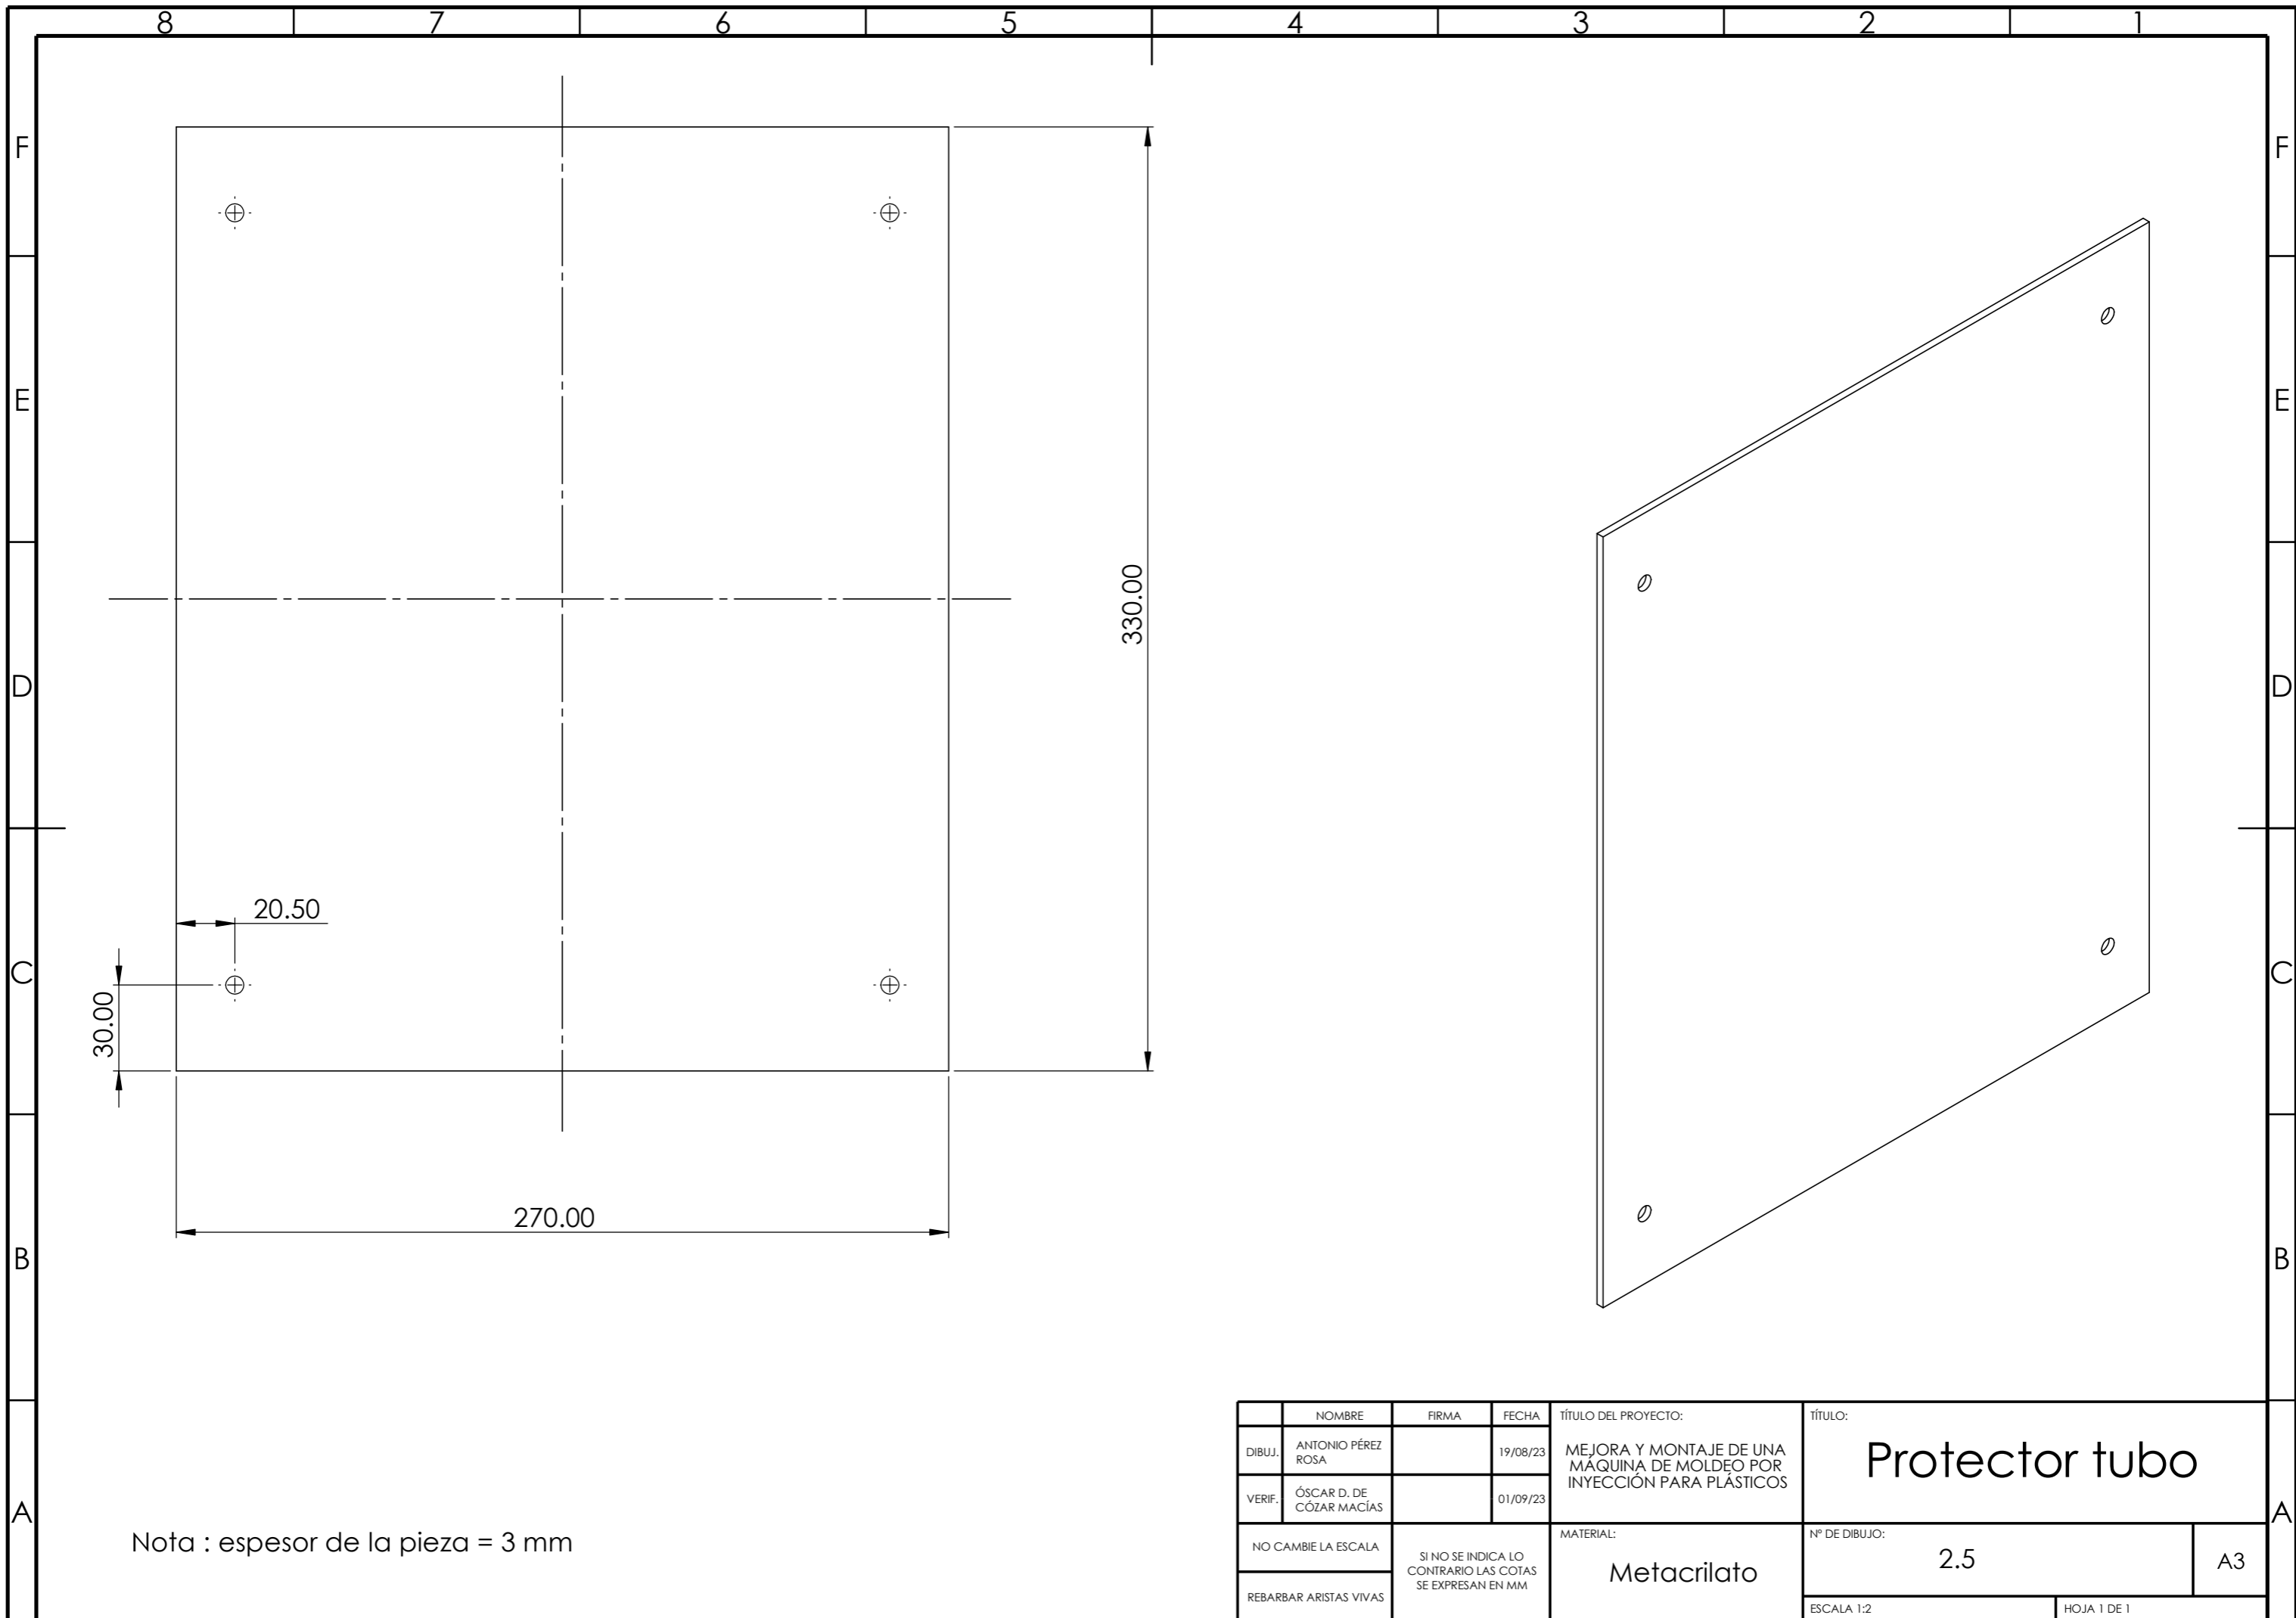 8 7 6 5 4 3 2 1
F F
E E
D D
C C
B B
A A
330.00
20.50
30.00
270.00
Nota : espesor de la pieza = 3 mm
NOMBRE FIRMA FECHA
DIBUJ. ANTONIO PÉREZ
ROSA
19/08/23
VERIF. ÓSCAR D. DE
CÓZAR MACÍAS
01/09/23
NO CAMBIE LA ESCALA
REBARBAR ARISTAS VIVAS
SI NO SE INDICA LO
CONTRARIO LAS COTAS
SE EXPRESAN EN MM
TÍTULO DEL PROYECTO:
MEJORA Y MONTAJE DE UNA
MÁQUINA DE MOLDEO POR
INYECCIÓN PARA PLÁSTICOS
TÍTULO:
Protector tubo
MATERIAL:
Metacrilato
Nº DE DIBUJO:
2.5
A3
ESCALA 1:2
HOJA 1 DE 1